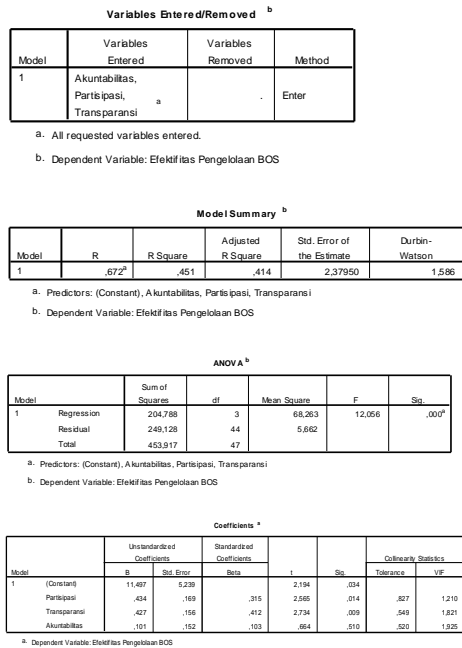 Variables Entered/Removed b
Model Variables Entered Variables Removed Method
1 Akuntabilitas, Partisipasi, Transparansi a . Enter
a. All requested variables entered.
b. Dependent Variable: Efektifitas Pengelolaan BOS
Model Summary b
Model R R Square Adjusted R Square Std. Error of the Estimate Durbin-Watson
1 ,672a ,451 ,414 2,37950 1,586
a. Predictors: (Constant), Akuntabilitas, Partisipasi, Transparansi
b. Dependent Variable: Efektifitas Pengelolaan BOS
ANOVA b
Model Sum of Squares df Mean Square F Sig.
1 Regression 204,788 3 68,263 12,056 ,000a
Residual 249,128 44 5,662
Total 453,917 47
a. Predictors: (Constant), Akuntabilitas, Partisipasi, Transparansi
b. Dependent Variable: Efektifitas Pengelolaan BOS
Coefficients a
Unstandardized Coefficients Standardized Coefficients Collinearity Statistics
Model B Std. Error Beta t Sig. Tolerance VIF
1 (Constant) 11,497 5,239 2,194 ,034
Partisipasi ,434 ,169 ,315 2,565 ,014 ,827 1,210
Transparansi ,427 ,156 ,412 2,734 ,009 ,549 1,821
Akuntabilitas ,101 ,152 ,103 ,664 ,510 ,520 1,925
a. Dependent Variable: Efektifitas Pengelolaan BOS